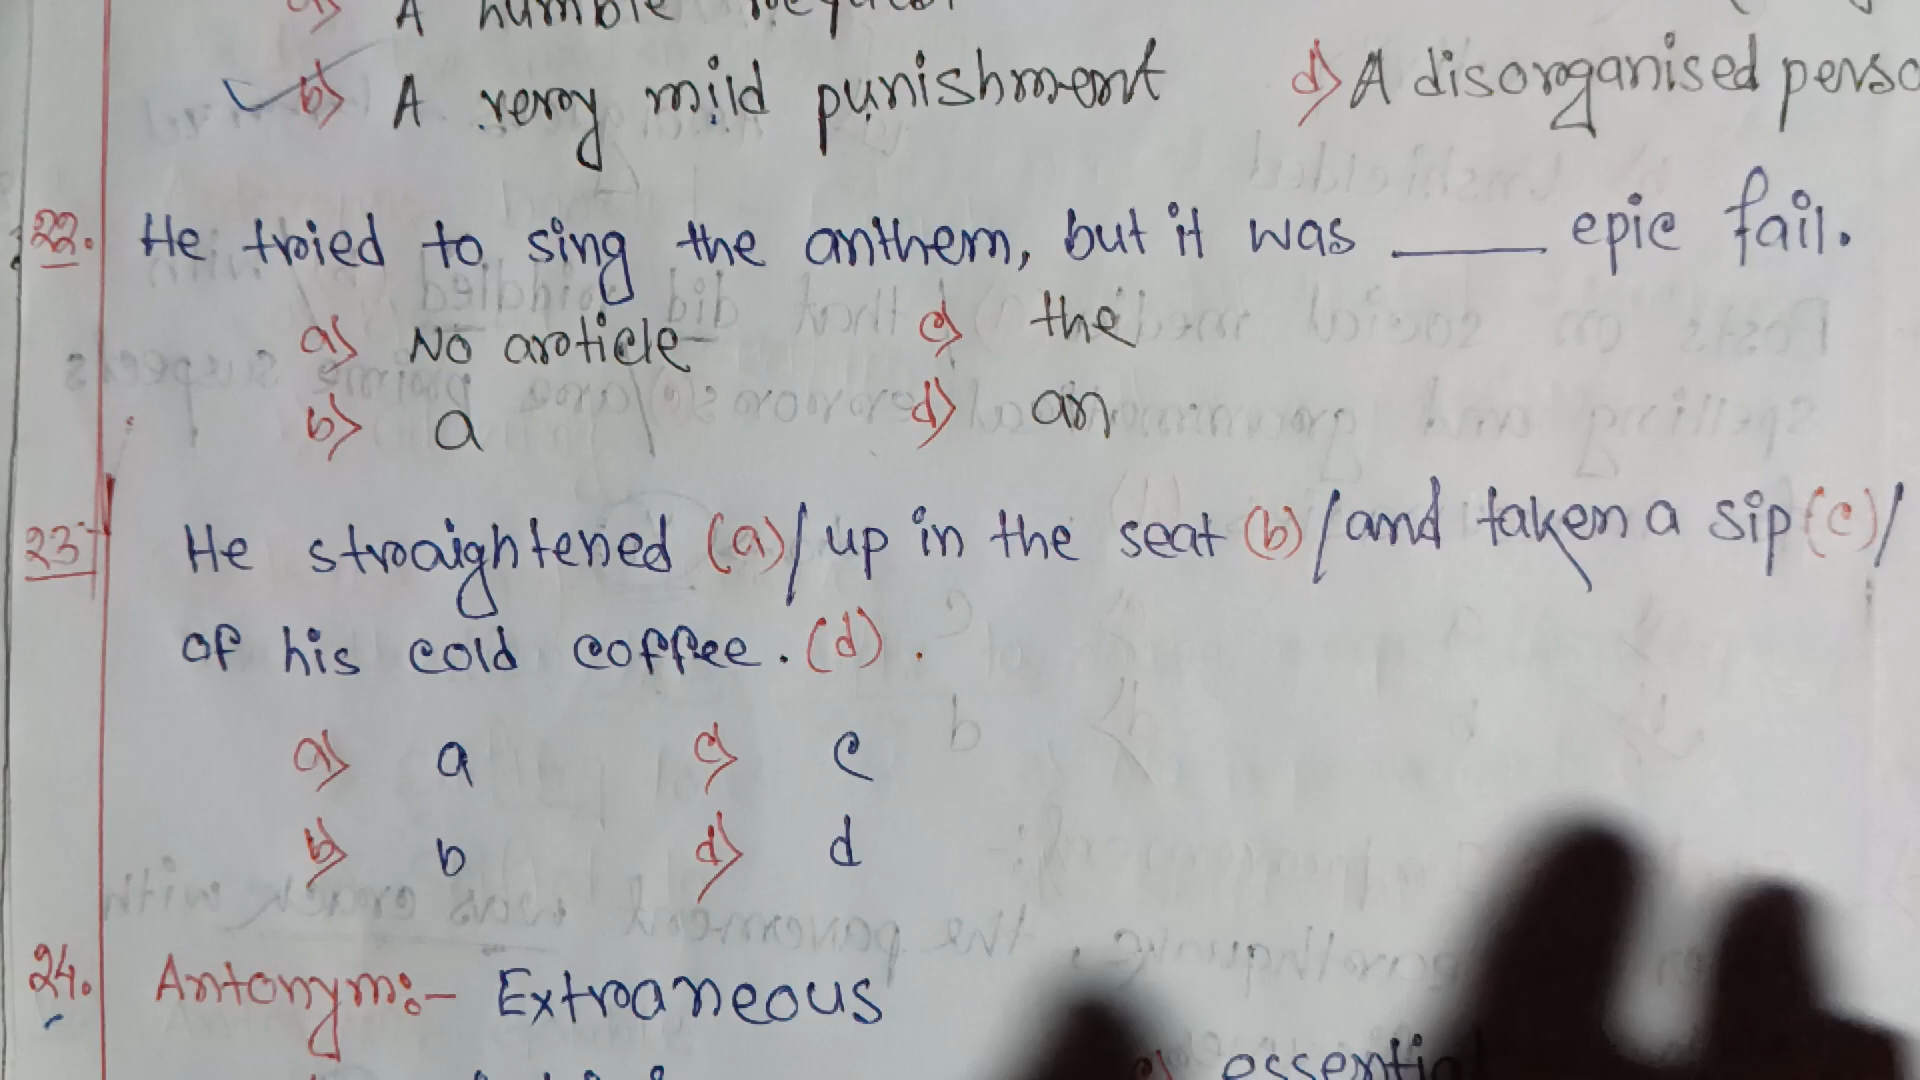 a) A humble
b) A very mild punishment d) A disorganised perso
22. He tried to sing the anthem, but it was ____ epic fail.
a) No article c) the
b) a d) an
23. He straightened (a)/ up in the seat (b)/ and taken a sip (c)/
of his cold coffee. (d).
a) a c) c
b) b d) d
24. Antonym:- Extraneous
c) essential